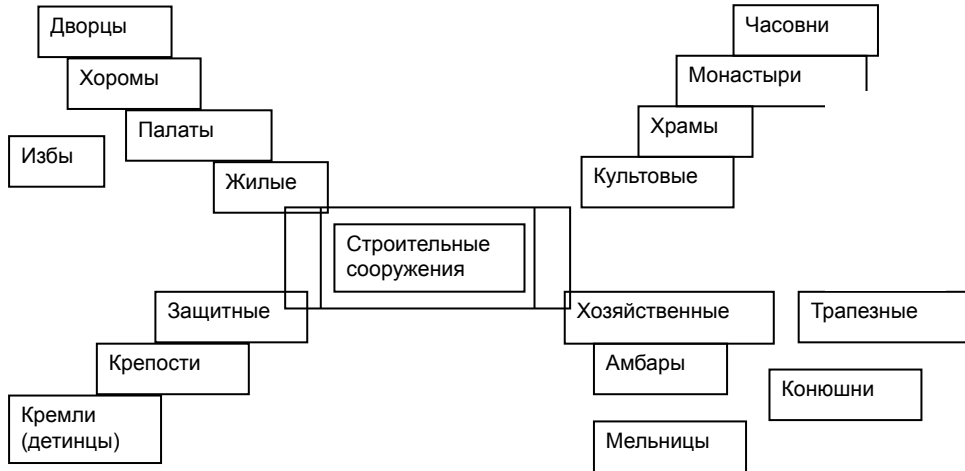 Дворцы
Часовни
Хоромы
Монастыри
Палаты
Храмы
Избы
Жилые
Культовые
Строительные
сооружения
Защитные
Хозяйственные
Трапезные
Крепости
Амбары
Конюшни
Кремли
(детинцы)
Мельницы